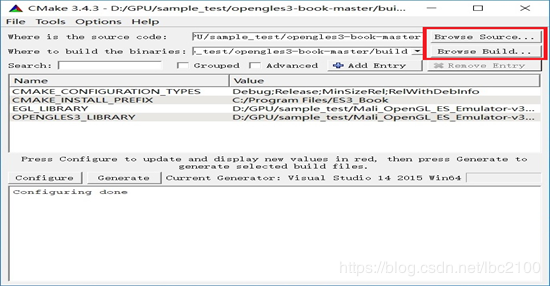 CMake 3.4.3 - D:/GPU/sample_test/opengles3-book-master/bui...
File Tools Options Help
Where is the source code: PU/sample_test/opengles3-book-master Browse Source...
Where to build the binaries: _test/opengles3-book-master/build Browse Build...
Search: Grouped Advanced Add Entry Remove Entry
Name Value
CMAKE_CONFIGURATION_TYPES Debug;Release;MinSizeRel;RelWithDebInfo
CMAKE_INSTALL_PREFIX C:/Program Files/ES3_Book
EGL_LIBRARY D:/GPU/sample_test/Mali_OpenGL_ES_Emulator-v3...
OPENGLES3_LIBRARY D:/GPU/sample_test/Mali_OpenGL_ES_Emulator-v3...
Press Configure to update and display new values in red, then press Generate to
generate selected build files.
Configure Generate Current Generator: Visual Studio 14 2015 Win64
Configuring done
https://blog.csdn.net/lbc2100